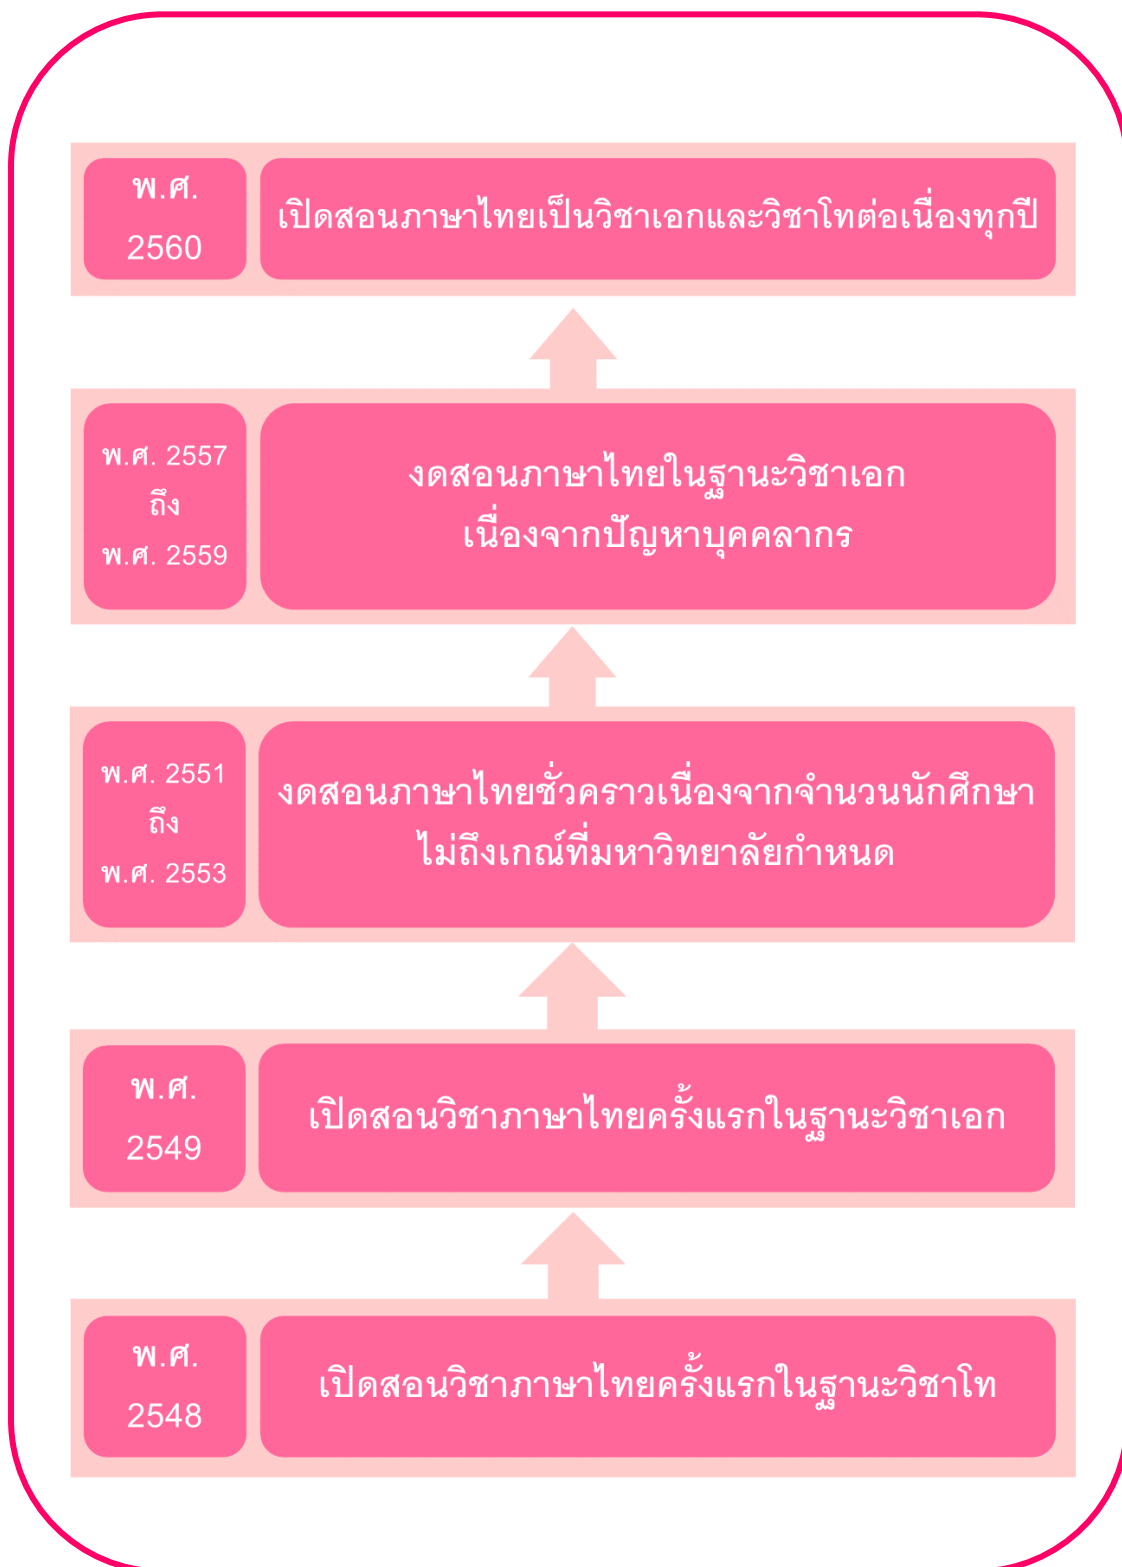 พ.ศ.
2560
เปิดสอนภาษาไทยเป็นวิชาเอกและวิชาโทต่อเนื่องทุกปี
พ.ศ. 2557
ถึง
พ.ศ. 2559
งดสอนภาษาไทยในฐานะวิชาเอก
เนื่องจากปัญหาบุคคลากร
พ.ศ. 2551
ถึง
พ.ศ. 2553
งดสอนภาษาไทยชั่วคราวเนื่องจากจำนวนนักศึกษา
ไม่ถึงเกณ์ที่มหาวิทยาลัยกำหนด
พ.ศ.
2549
เปิดสอนวิชาภาษาไทยครั้งแรกในฐานะวิชาเอก
พ.ศ.
2548
เปิดสอนวิชาภาษาไทยครั้งแรกในฐานะวิชาโท